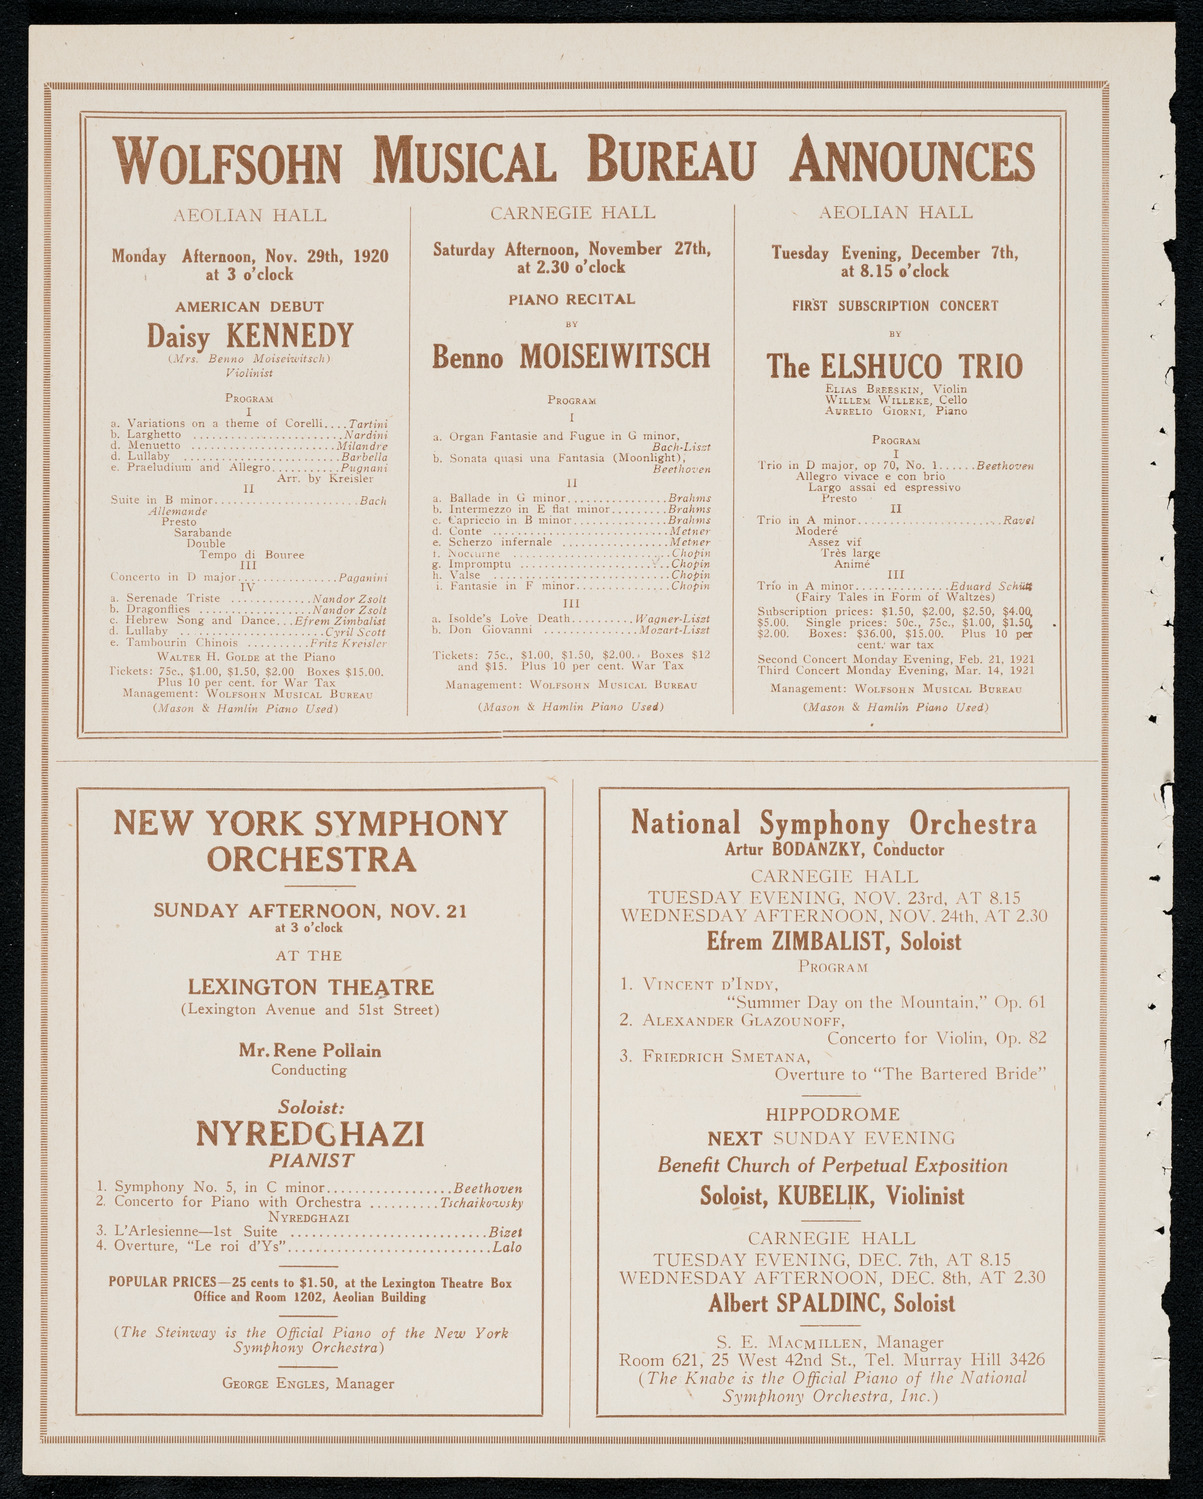 WOLFSOHN MUSICAL BUREAU ANNOUNCES
AEOLIAN HALL
Monday Afternoon, Nov. 29th, 1920
at 3 o'clock
AMERICAN DEBUT
Daisy KENNEDY
(Mrs. Benno Moiseiwitsch)
Violinist
PROGRAM
I
a. Variations on a theme of Corelli....Tartini
b. Larghetto ......................Nardini
d. Menuetto ......................Milandre
d. Lullaby ......................Barbella
e. Praeludium and Allegro..........Pugnani
Arr. by Kreisler
II
Suite in B minor.....................Bach
Allemande
Presto
Sarabande
Double
Tempo di Bouree
III
Concerto in D major..............Paganini
IV
a. Serenade Triste ............Nandor Zsolt
b. Dragonflies .................Nandor Zsolt
c. Hebrew Song and Dance...Efrem Zimbalist
d. Lullaby .....................Cyril Scott
e. Tambourin Chinois ..........Fritz Kreisler
WALTER H. GOLDE at the Piano
Tickets: 75c., $1.00, $1.50, $2.00 Boxes $15.00.
Plus 10 per cent. for War Tax
Management: WOLFSOHN MUSICAL BUREAU
(Mason & Hamlin Piano Used)
CARNEGIE HALL
Saturday Afternoon, November 27th,
at 2.30 o'clock
PIANO RECITAL
BY
Benno MOISEIWITSCH
PROGRAM
I
a. Organ Fantasie and Fugue in G minor,
Bach-Liszt
b. Sonata quasi una Fantasia (Moonlight),
Beethoven
II
a. Ballade in G minor...............Brahms
b. Intermezzo in E flat minor.........Brahms
c. Capriccio in B minor..............Brahms
d. Conte ..........................Metner
e. Scherzo infernale ................Metner
f. Nocturne .......................Chopin
g. Impromptu ......................Chopin
h. Valse ..........................Chopin
i. Fantasie in F minor..............Chopin
III
a. Isolde's Love Death.........Wagner-Liszt
b. Don Giovanni ..............Mozart-Liszt
Tickets: 75c., $1.00, $1.50, $2.00. Boxes $12
and $15. Plus 10 per cent. War Tax
Management: WOLFSOHN MUSICAL BUREAU
(Mason & Hamlin Piano Used)
AEOLIAN HALL
Tuesday Evening, December 7th,
at 8.15 o'clock
FIRST SUBSCRIPTION CONCERT
BY
The ELSHUCO TRIO
ELIAS BREESKIN, Violin
WILLEM WILLEKE, Cello
AURELIO GIORNI, Piano
PROGRAM
I
Trio in D major, op 70, No. 1......Beethoven
Allegro vivace e con brio
Largo assai ed espressivo
Presto
II
Trio in A minor.......................Ravel
Moderé
Assez vif
Très large
Animé
III
Trio in A minor..............Eduard Schütt
(Fairy Tales in Form of Waltzes)
Subscription prices: $1.50, $2.00, $2.50, $4.00,
$5.00. Single prices: 50c., 75c., $1.00, $1.50,
$2.00. Boxes: $36.00, $15.00. Plus 10 per
cent. war tax
Second Concert Monday Evening, Feb. 21, 1921
Third Concert Monday Evening, Mar. 14, 1921
Management: WOLFSOHN MUSICAL BUREAU
(Mason & Hamlin Piano Used)
NEW YORK SYMPHONY
ORCHESTRA
SUNDAY AFTERNOON, NOV. 21
at 3 o'clock
AT THE
LEXINGTON THEATRE
(Lexington Avenue and 51st Street)
Mr. Rene Pollain
Conducting
Soloist:
NYREDGHAZI
PIANIST
1. Symphony No. 5, in C minor..................Beethoven
2. Concerto for Piano with Orchestra ..........Tschaikowsky
NYREDGHAZI
3. L'Arlesienne—1st Suite ............................Bizet
4. Overture, "Le roi d'Ys".............................Lalo
POPULAR PRICES—25 cents to $1.50, at the Lexington Theatre Box
Office and Room 1202, Aeolian Building
(The Steinway is the Official Piano of the New York
Symphony Orchestra)
GEORGE ENGLES, Manager
National Symphony Orchestra
Artur BODANZKY, Conductor
CARNEGIE HALL
TUESDAY EVENING, NOV. 23rd, AT 8.15
WEDNESDAY AFTERNOON, NOV. 24th, AT 2.30
Efrem ZIMBALIST, Soloist
PROGRAM
1. VINCENT D'INDY,
"Summer Day on the Mountain," Op. 61
2. ALEXANDER GLAZOUNOFF,
Concerto for Violin, Op. 82
3. FRIEDRICH SMETANA,
Overture to "The Bartered Bride"
HIPPODROME
NEXT SUNDAY EVENING
Benefit Church of Perpetual Exposition
Soloist, KUBELIK, Violinist
CARNEGIE HALL
TUESDAY EVENING, DEC. 7th, AT 8.15
WEDNESDAY AFTERNOON, DEC. 8th, AT 2.30
Albert SPALDINC, Soloist
S. E. MACMILLEN, Manager
Room 621, 25 West 42nd St., Tel. Murray Hill 3426
(The Knabe is the Official Piano of the National
Symphony Orchestra, Inc.)